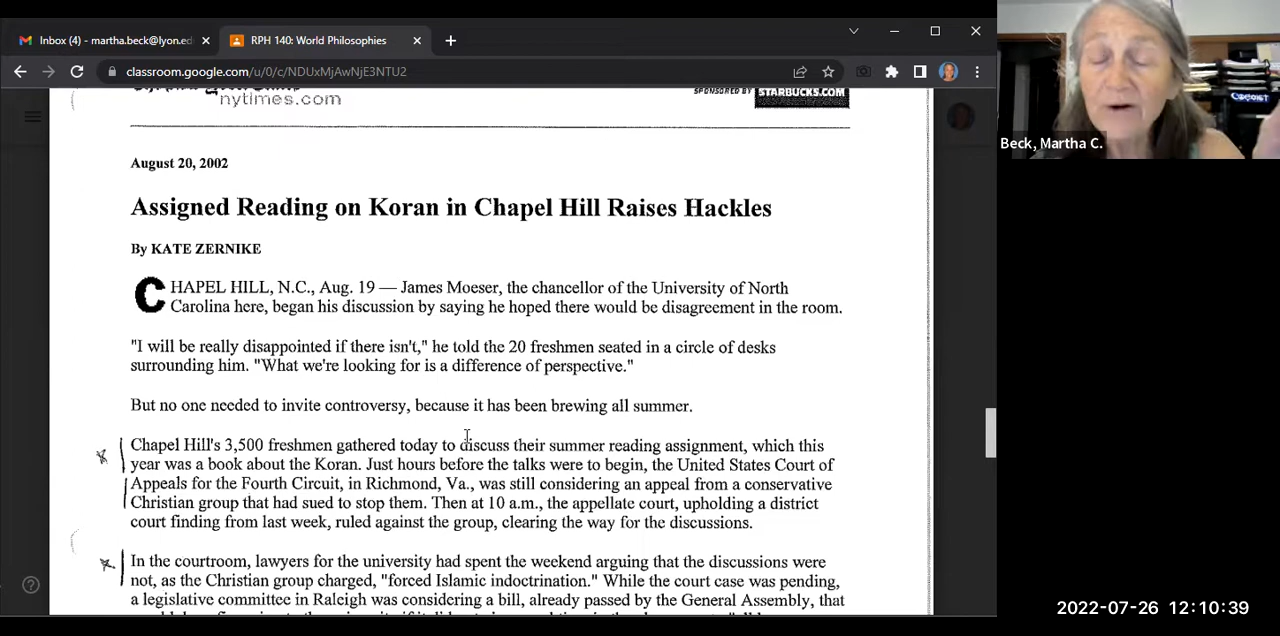 Inbox (4) - martha.beck@lyon.ed
RPH 140: World Philosophies
classroom.google.com/u/0/c/NDUxMjAwNjE3NTU2
nytimes.com
SPONSORED BY STARBUCKS.COM
August 20, 2002
Assigned Reading on Koran in Chapel Hill Raises Hackles
By KATE ZERNIKE
CHAPEL HILL, N.C., Aug. 19 — James Moeser, the chancellor of the University of North
Carolina here, began his discussion by saying he hoped there would be disagreement in the room.
"I will be really disappointed if there isn't," he told the 20 freshmen seated in a circle of desks
surrounding him. "What we're looking for is a difference of perspective."
But no one needed to invite controversy, because it has been brewing all summer.
Chapel Hill's 3,500 freshmen gathered today to discuss their summer reading assignment, which this
year was a book about the Koran. Just hours before the talks were to begin, the United States Court of
Appeals for the Fourth Circuit, in Richmond, Va., was still considering an appeal from a conservative
Christian group that had sued to stop them. Then at 10 a.m., the appellate court, upholding a district
court finding from last week, ruled against the group, clearing the way for the discussions.
In the courtroom, lawyers for the university had spent the weekend arguing that the discussions were
not, as the Christian group charged, "forced Islamic indoctrination." While the court case was pending,
a legislative committee in Raleigh was considering a bill, already passed by the General Assembly, that
Beck, Martha C.
2022-07-26 12:10:39